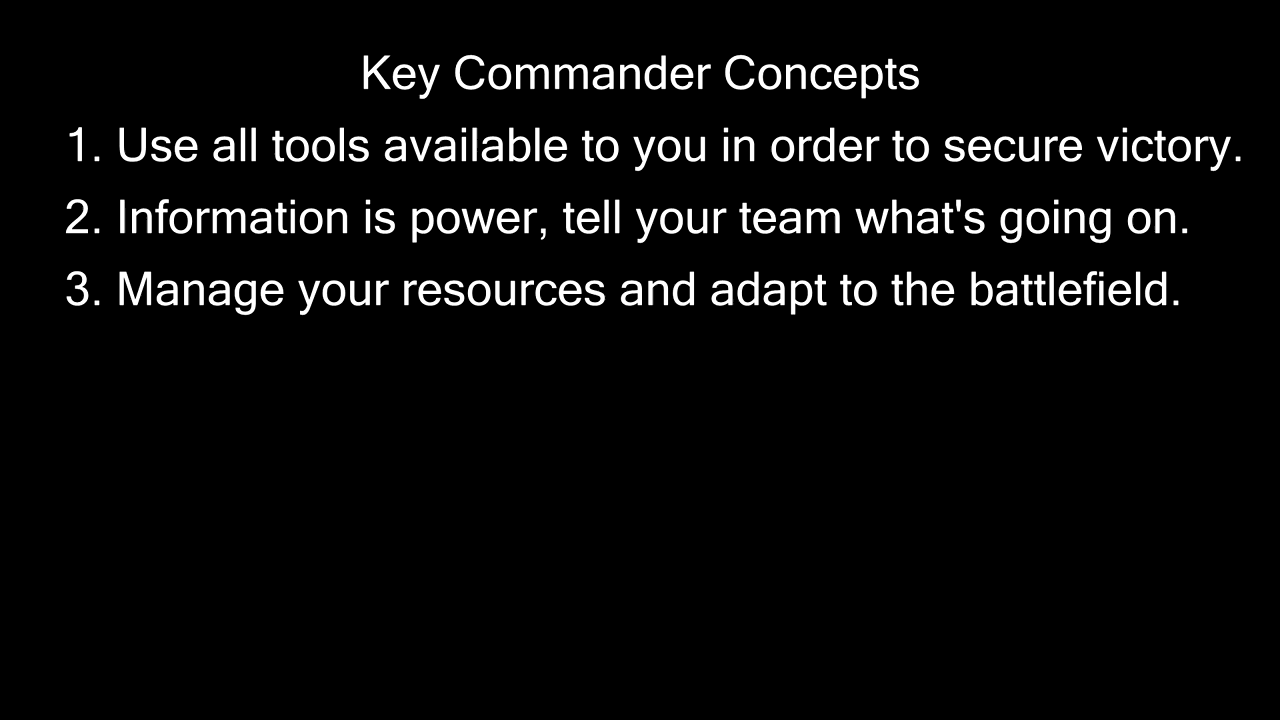 Key Commander Concepts
1. Use all tools available to you in order to secure victory.
2. Information is power, tell your team what's going on.
3. Manage your resources and adapt to the battlefield.